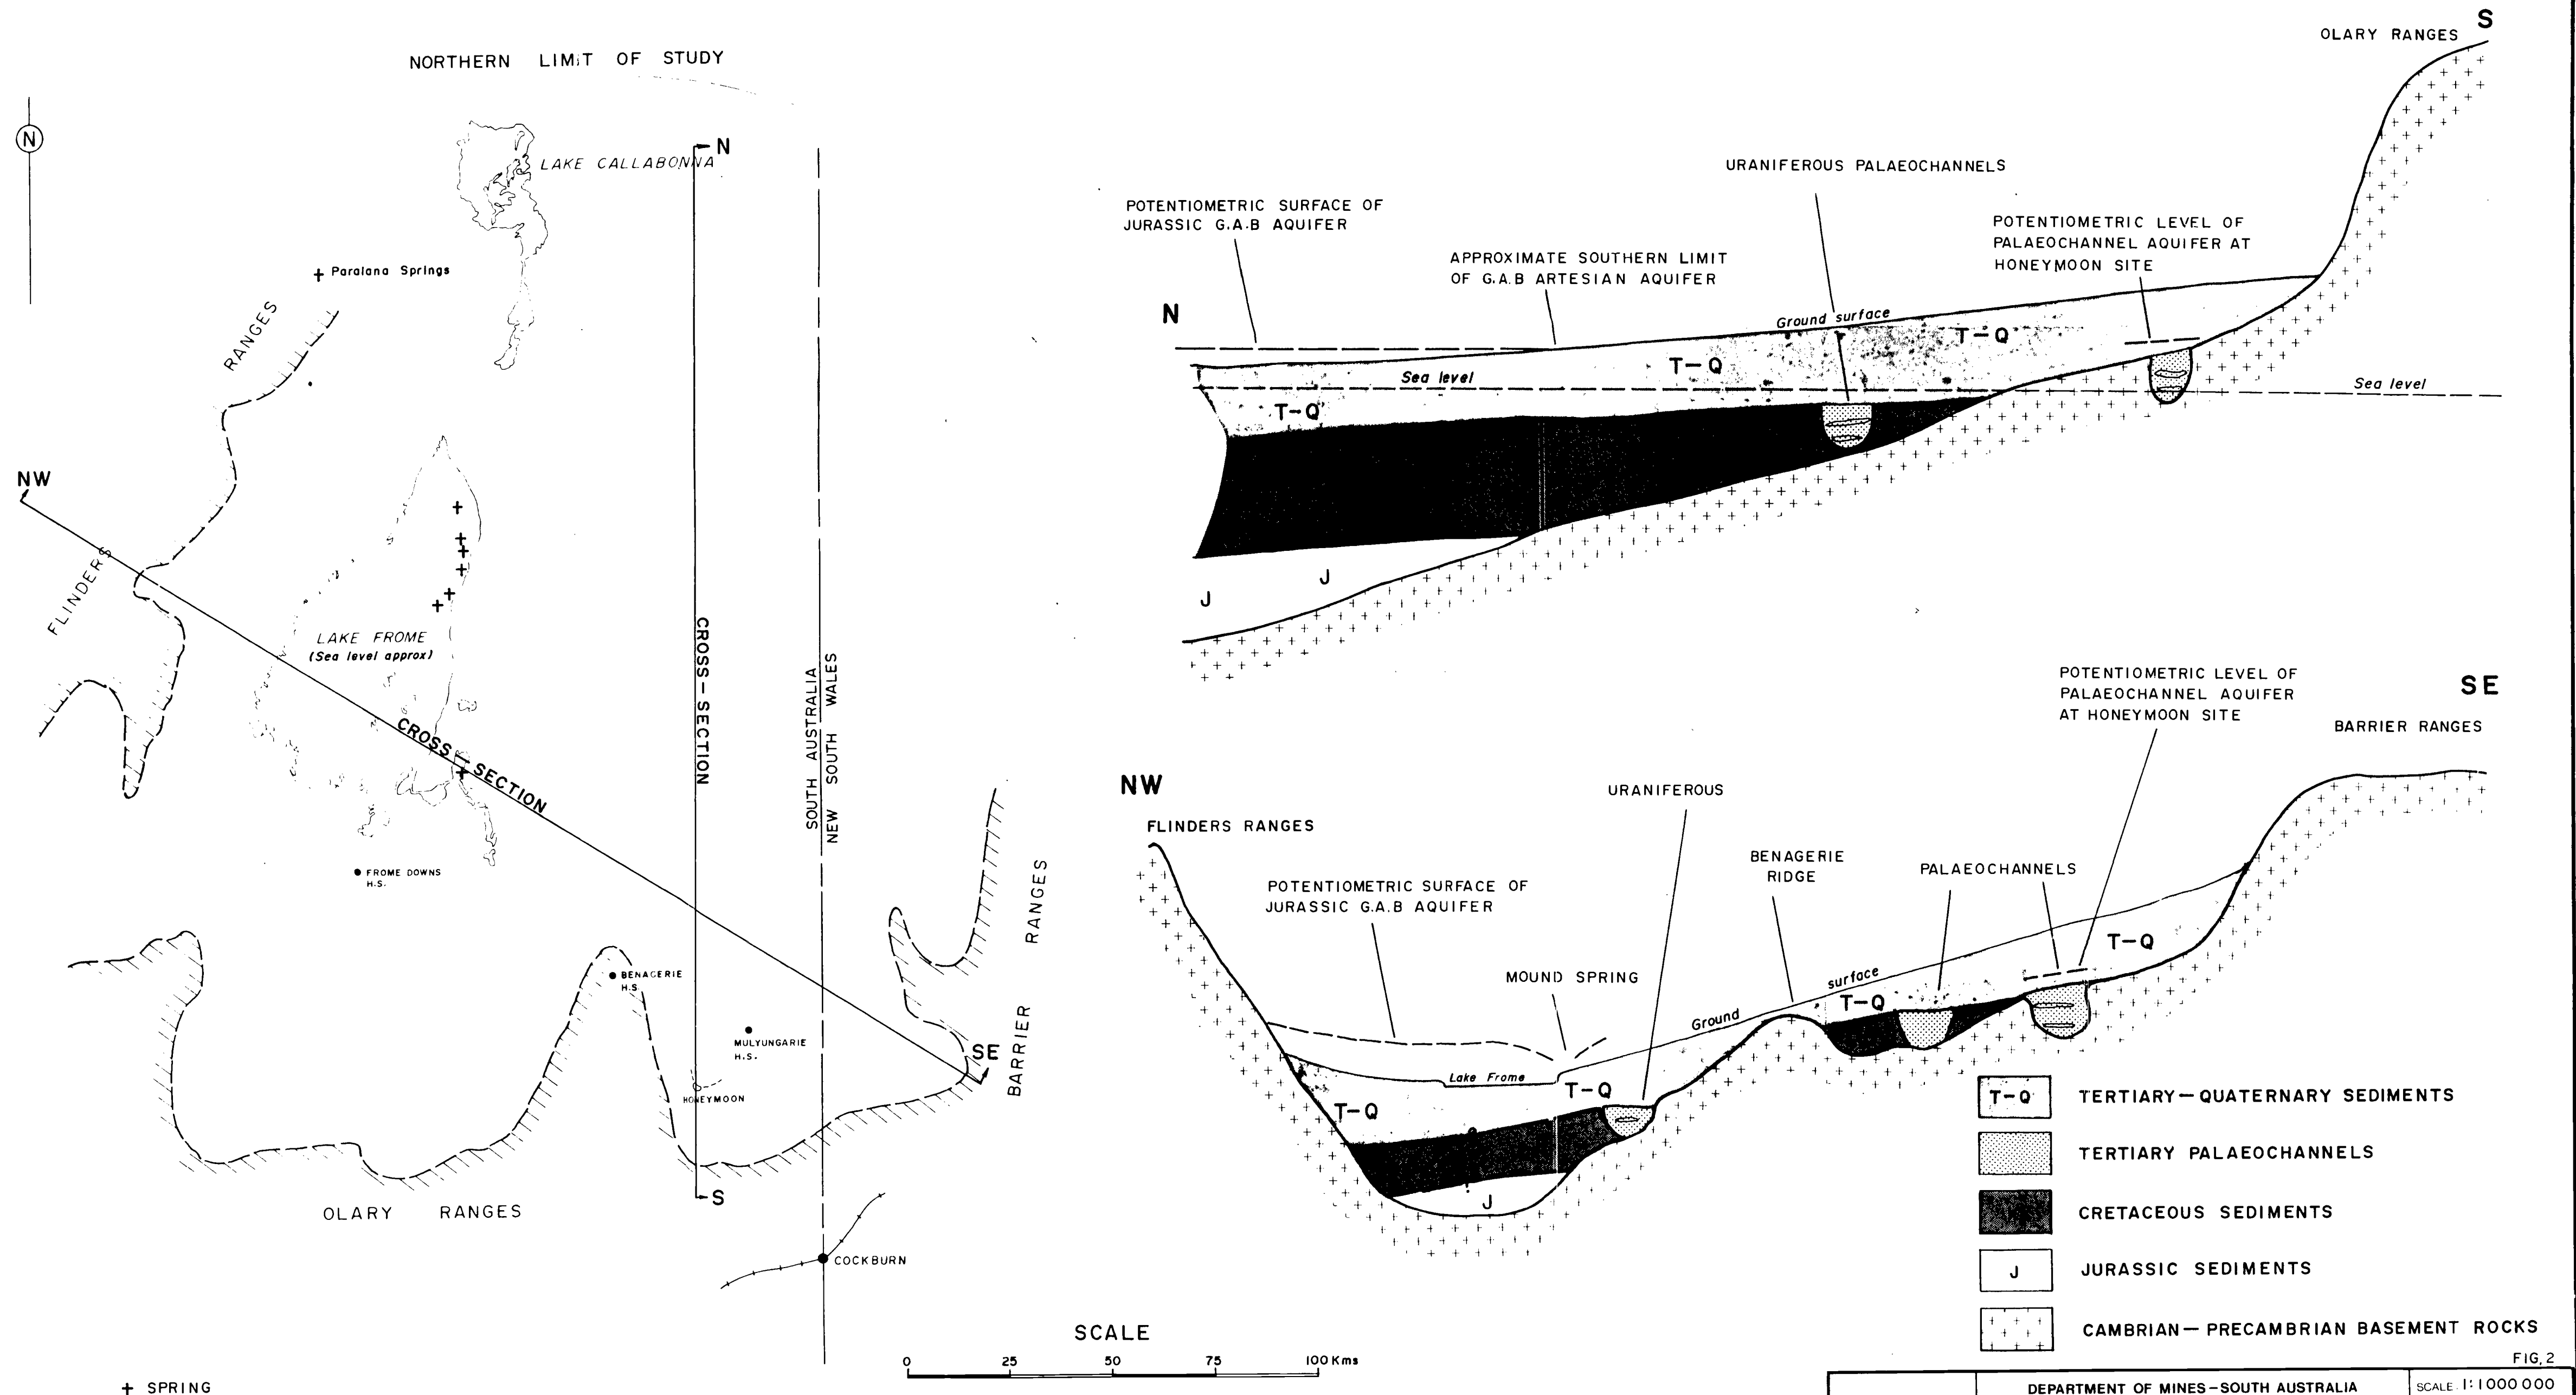 NORTHERN LIMIT OF STUDY
N
N
LAKE CALLABONNA
Paralana Springs
RANGES
NW
FLINDERS
LAKE FROME
(Sea level approx)
CROSS-SECTION
CROSS-SECTION
SOUTH AUSTRALIA
NEW SOUTH WALES
FROME DOWNS
H.S.
BENAGERIE
H.S.
MULYUNGARIE
H.S.
HONEYMOON
SE
BARRIER RANGES
S
OLARY RANGES
COCKBURN
SCALE
0 25 50 75 100 Kms
+ SPRING
S
OLARY RANGES
URANIFEROUS PALAEOCHANNELS
POTENTIOMETRIC SURFACE OF
JURASSIC G.A.B AQUIFER
POTENTIOMETRIC LEVEL OF
PALAEOCHANNEL AQUIFER AT
HONEYMOON SITE
APPROXIMATE SOUTHERN LIMIT
OF G.A.B ARTESIAN AQUIFER
N
Ground surface
T-Q
T-Q
Sea level
Sea level
T-Q
J
J
POTENTIOMETRIC LEVEL OF
PALAEOCHANNEL AQUIFER
AT HONEYMOON SITE
SE
BARRIER RANGES
NW
URANIFEROUS
FLINDERS RANGES
BENAGERIE
RIDGE
PALAEOCHANNELS
POTENTIOMETRIC SURFACE OF
JURASSIC G.A.B AQUIFER
MOUND SPRING
T-Q
Ground surface
T-Q
Lake Frome
T-Q
T-Q
J
T-Q TERTIARY-QUATERNARY SEDIMENTS
TERTIARY PALAEOCHANNELS
CRETACEOUS SEDIMENTS
J JURASSIC SEDIMENTS
CAMBRIAN-PRECAMBRIAN BASEMENT ROCKS
FIG, 2
DEPARTMENT OF MINES-SOUTH AUSTRALIA
SCALE. 1:1000 000